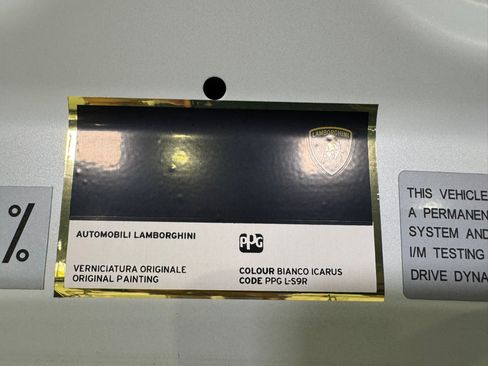 LAMBORGHINI
AUTOMOBILI LAMBORGHINI
PPG
VERNICIATURA ORIGINALE
ORIGINAL PAINTING
COLOUR BIANCO ICARUS
CODE PPG L-S9R
%
THIS VEHICLE
A PERMANEN
SYSTEM AND
I/M TESTING
DRIVE DYNA